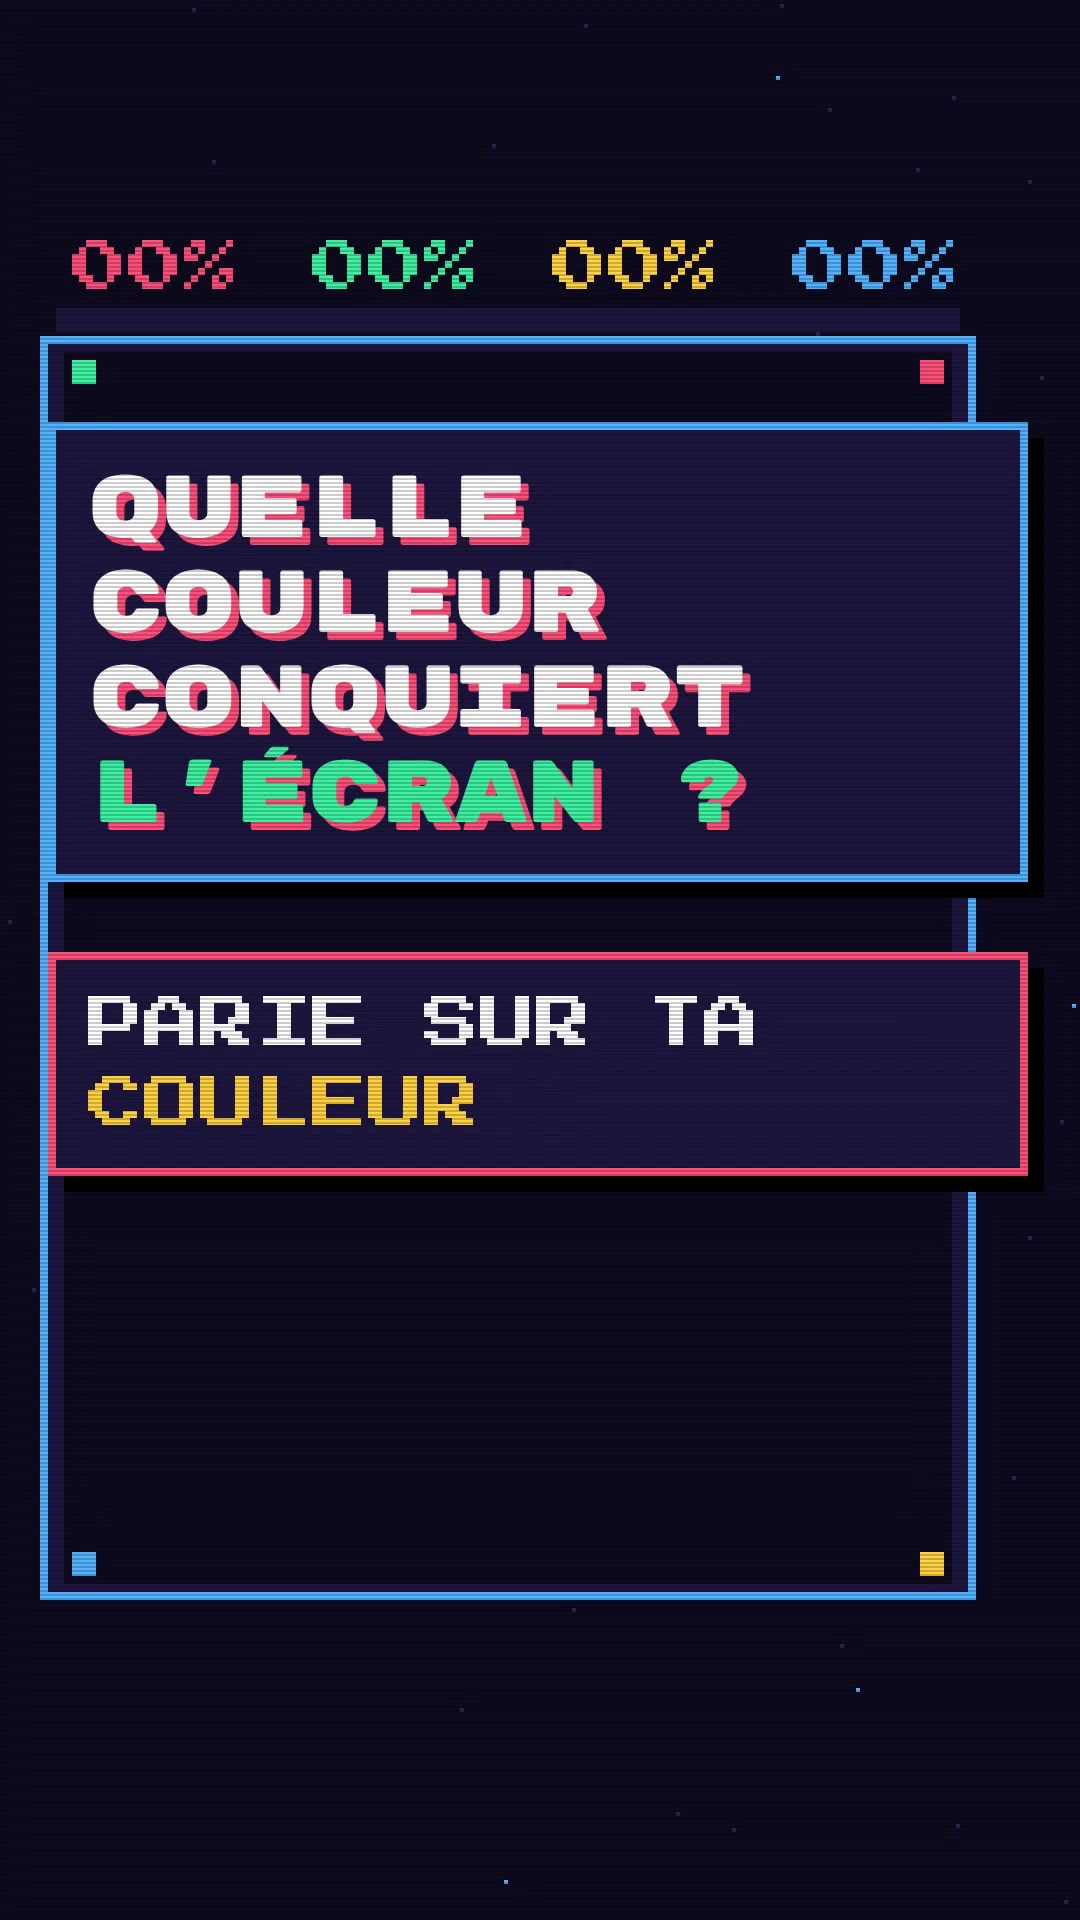 00% 00% 00% 00%
QUELLE
COULEUR
CONQUIERT
L'ÉCRAN ?
PARIE SUR TA
COULEUR